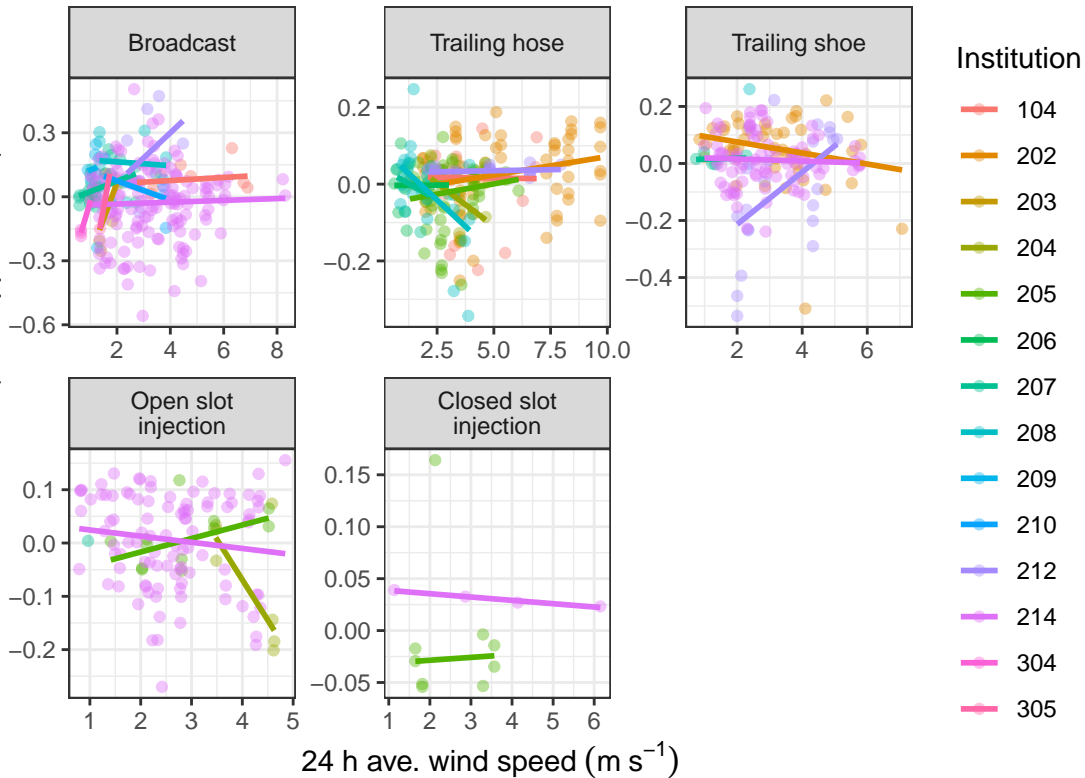 Broadcast
Trailing hose
Trailing shoe
0.3
0.0
−0.3
−0.6
2 4 6 8
0.2
0.0
−0.2
2.5 5.0 7.5 10.0
0.2
0.0
−0.2
−0.4
2 4 6
Open slot
injection
Closed slot
injection
0.1
0.0
−0.1
−0.2
1 2 3 4 5
0.15
0.10
0.05
0.00
−0.05
1 2 3 4 5 6
24 h ave. wind speed (m s⁻¹)
Institution
104
202
203
204
205
206
207
208
209
210
212
214
304
305